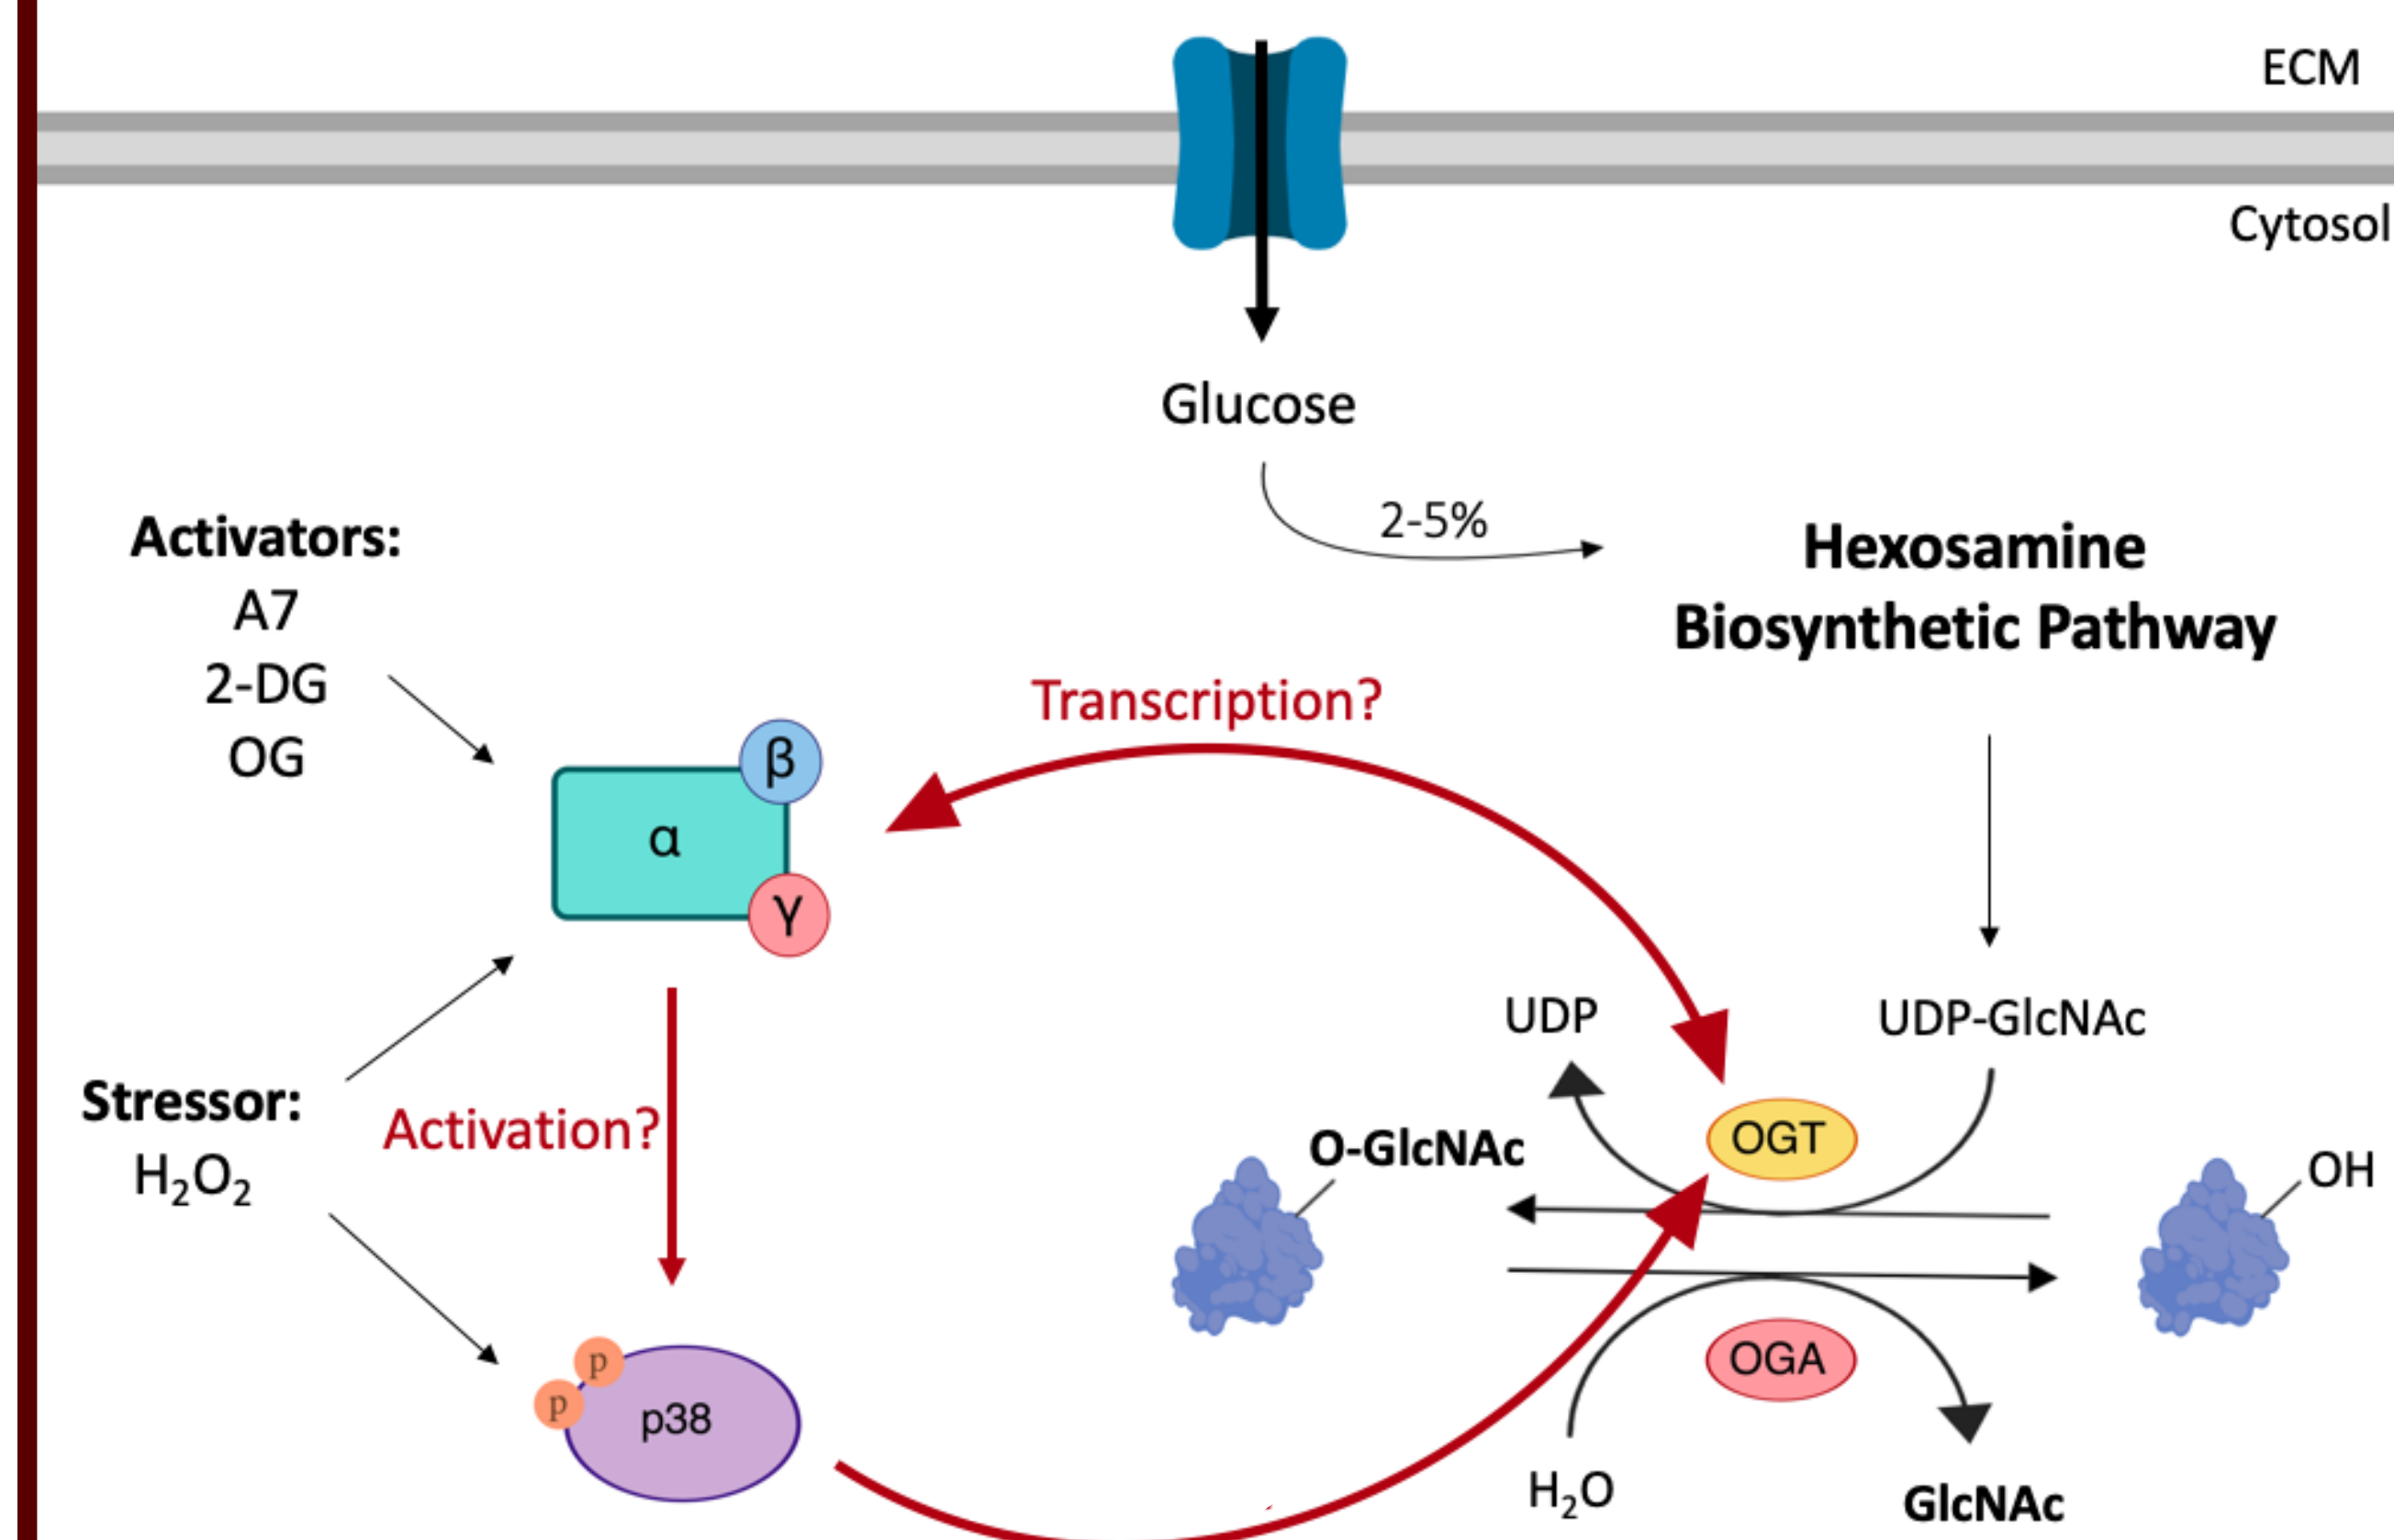 ECM
Cytosol
Glucose
2-5%
Hexosamine
Biosynthetic Pathway
Activators:
A7
2-DG
OG
Transcription?
β
α
γ
UDP
UDP-GlcNAc
Stressor:
H₂O₂
Activation?
O-GlcNAc
OGT
OH
OGA
p
p
p38
H₂O
GlcNAc